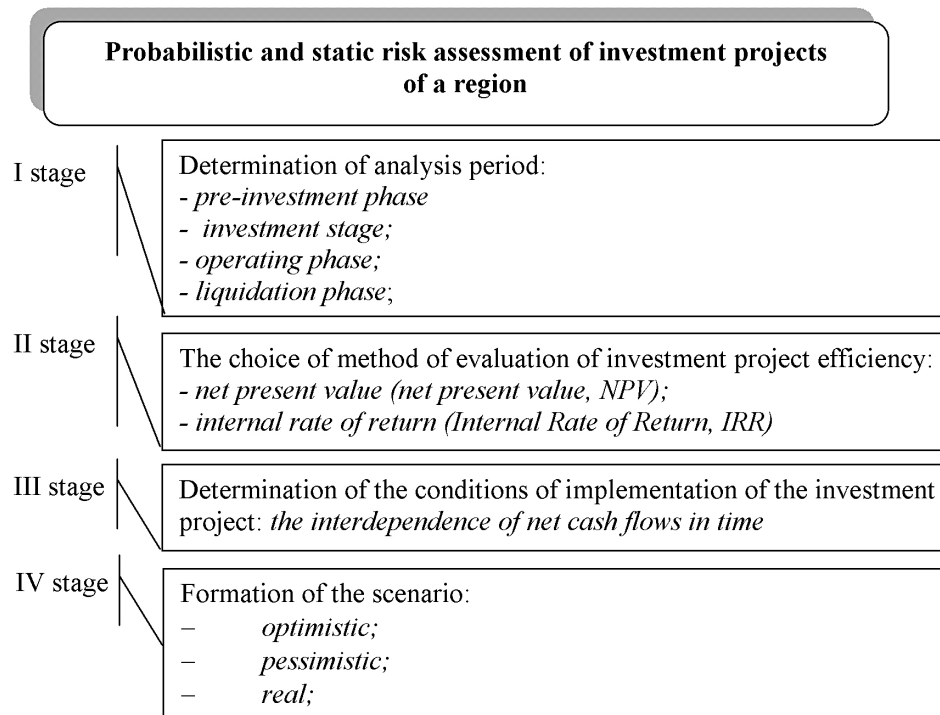 Probabilistic and static risk assessment of investment projects
of a region
I stage
Determination of analysis period:
- pre-investment phase
- investment stage;
- operating phase;
- liquidation phase;
II stage
The choice of method of evaluation of investment project efficiency:
- net present value (net present value, NPV);
- internal rate of return (Internal Rate of Return, IRR)
III stage
Determination of the conditions of implementation of the investment
project: the interdependence of net cash flows in time
IV stage
Formation of the scenario:
– optimistic;
– pessimistic;
– real;